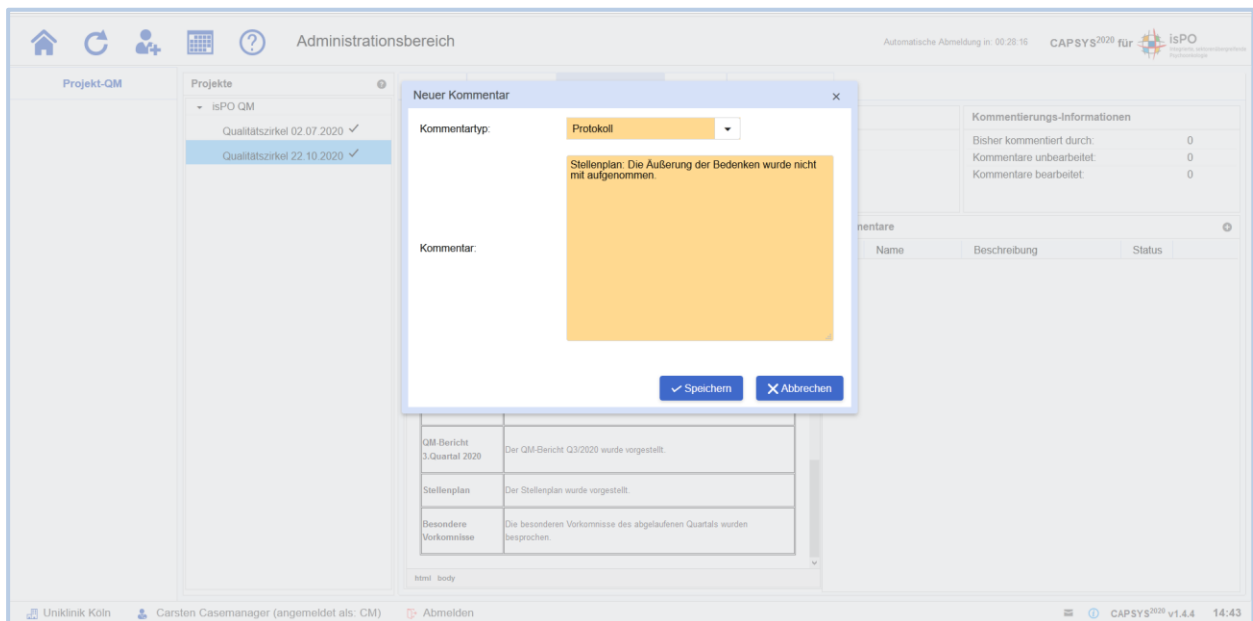 Administrationsbereich
Automatische Abmeldung in: 00:28:16
CAPSYS2020 für isPO
Projekt-QM
Projekte
isPO QM
Qualitätszirkel 02.07.2020
Qualitätszirkel 22.10.2020
Neuer Kommentar
Kommentartyp:
Protokoll
Kommentar:
Stellenplan: Die Äußerung der Bedenken wurde nicht
mit aufgenommen.
Speichern
Abbrechen
Kommentierungs-Informationen
Bisher kommentiert durch: 0
Kommentare unbearbeitet: 0
Kommentare bearbeitet: 0
mentare
Name Beschreibung Status
QM-Bericht
3.Quartal 2020
Der QM-Bericht Q3/2020 wurde vorgestellt.
Stellenplan
Der Stellenplan wurde vorgestellt.
Besondere
Vorkomnisse
Die besonderen Vorkomnisse des abgelaufenen Quartals wurden
besprochen.
html body
Uniklinik Köln
Carsten Casemanager (angemeldet als: CM)
Abmelden
CAPSYS2020 v1.4.4
14:43